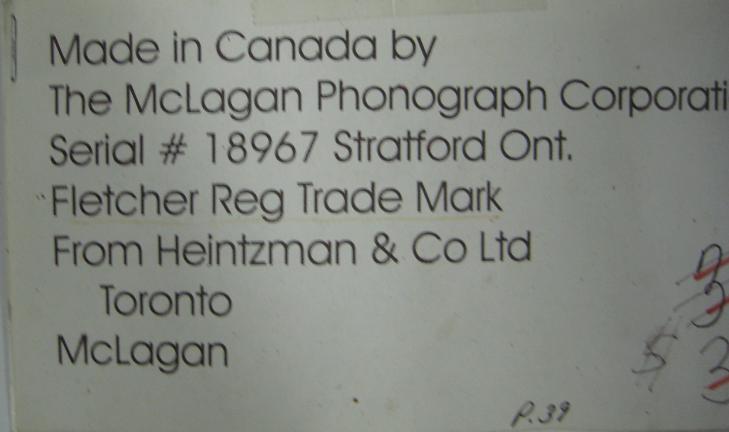 Made in Canada by
The McLagan Phonograph Corporati
Serial # 18967 Stratford Ont.
Fletcher Reg Trade Mark
From Heintzman & Co Ltd
Toronto
McLagan
P.39